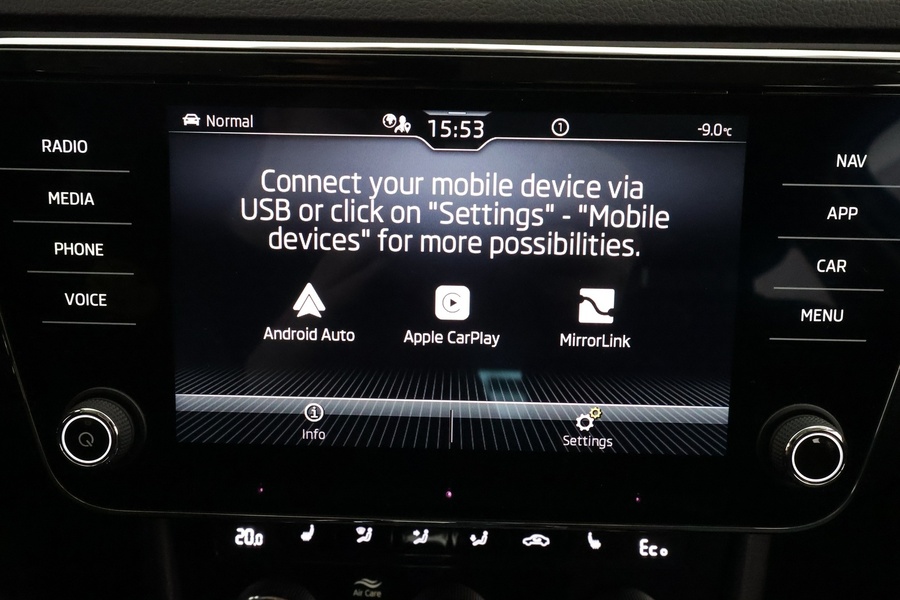 Normal
15:53
1
-9.0°C
RADIO
MEDIA
PHONE
VOICE
NAV
APP
CAR
MENU
Connect your mobile device via
USB or click on "Settings" - "Mobile
devices" for more possibilities.
Android Auto
Apple CarPlay
MirrorLink
Info
Settings
20.0
Eco
Air Care